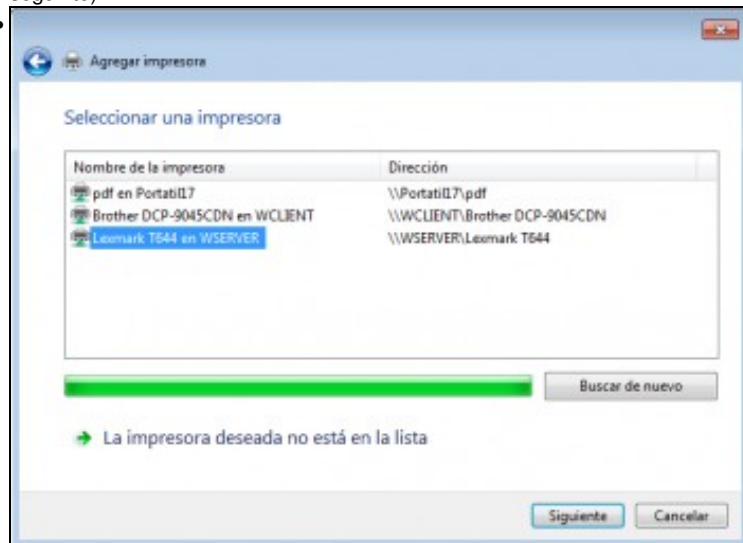 Agregar impresora
Seleccionar una impresora
Nombre de la impresora Dirección
pdf en Portatil17 \\Portatil17\pdf
Brother DCP-9045CDN en WCLIENT \\WCLIENT\Brother DCP-9045CDN
Lexmark T644 en WSERVER \\WSERVER\Lexmark T644
Buscar de nuevo
La impresora deseada no está en la lista
Siguiente Cancelar